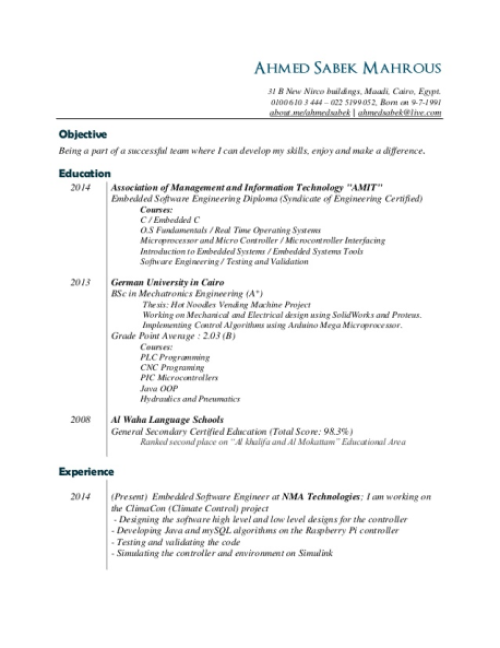 AHMED SABEK MAHROUS
31 B New Nirco buildings, Maadi, Cairo, Egypt.
0100 610 3 444 – 022 5199 052, Born on 9-7-1991
about.me/ahmedsabek | ahmedsabek@live.com
Objective
Being a part of a successful team where I can develop my skills, enjoy and make a difference.
Education
2014 Association of Management and Information Technology "AMIT"
Embedded Software Engineering Diploma (Syndicate of Engineering Certified)
Courses:
C / Embedded C
O.S Fundamentals / Real Time Operating Systems
Microprocessor and Micro Controller / Microcontroller Interfacing
Introduction to Embedded Systems / Embedded Systems Tools
Software Engineering / Testing and Validation
2013 German University in Cairo
BSc in Mechatronics Engineering (A+)
Thesis: Hot Noodles Vending Machine Project
Working on Mechanical and Electrical design using SolidWorks and Proteus.
Implementing Control Algorithms using Arduino Mega Microprocessor.
Grade Point Average : 2.03 (B)
Courses:
PLC Programming
CNC Programing
PIC Microcontrollers
Java OOP
Hydraulics and Pneumatics
2008 Al Waha Language Schools
General Secondary Certified Education (Total Score: 98.3%)
Ranked second place on "Al khalifa and Al Mokattam" Educational Area
Experience
2014 (Present) Embedded Software Engineer at NMA Technologies; I am working on
the ClimaCon (Climate Control) project
- Designing the software high level and low level designs for the controller
- Developing Java and mySQL algorithms on the Raspberry Pi controller
- Testing and validating the code
- Simulating the controller and environment on Simulink